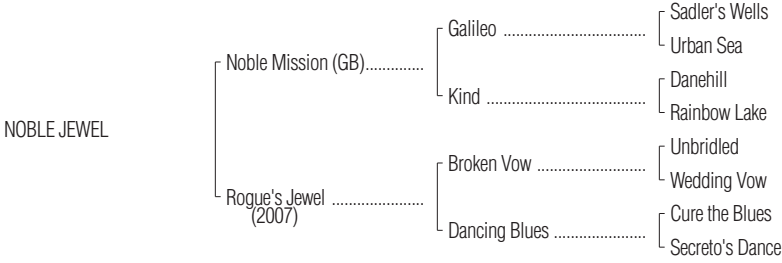 Sadler's Wells
Galileo ..................................
Urban Sea
Noble Mission (GB)..............
Danehill
Kind ......................................
Rainbow Lake
NOBLE JEWEL
Unbridled
Broken Vow ..........................
Wedding Vow
Rogue's Jewel ......................
(2007)
Cure the Blues
Dancing Blues ......................
Secreto's Dance